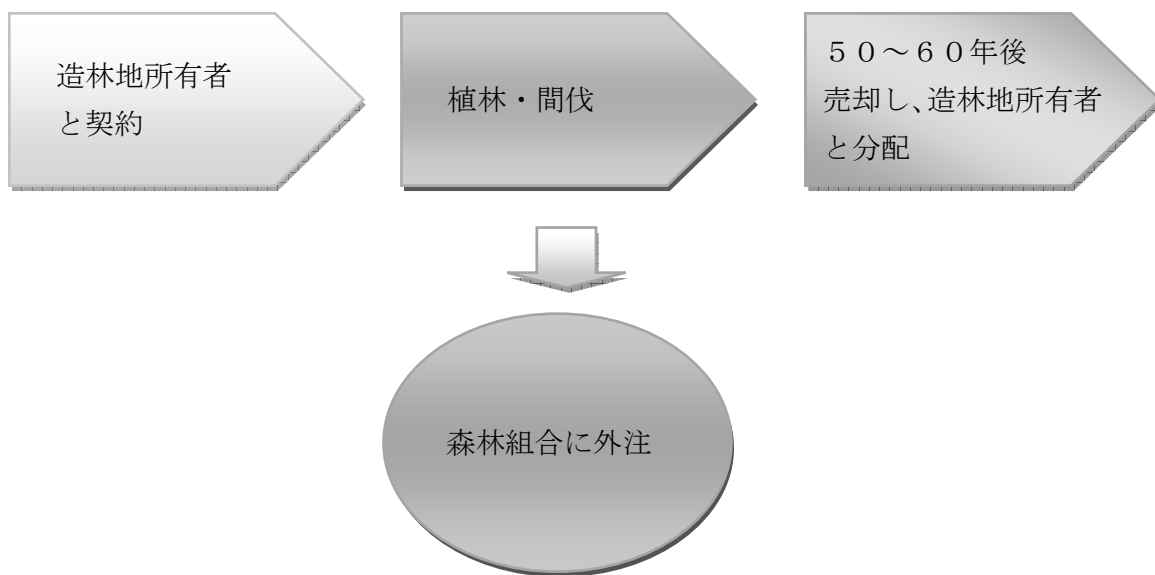 造林地所有者
と契約
植林・間伐
５０～６０年後
売却し、造林地所有者
と分配
森林組合に外注